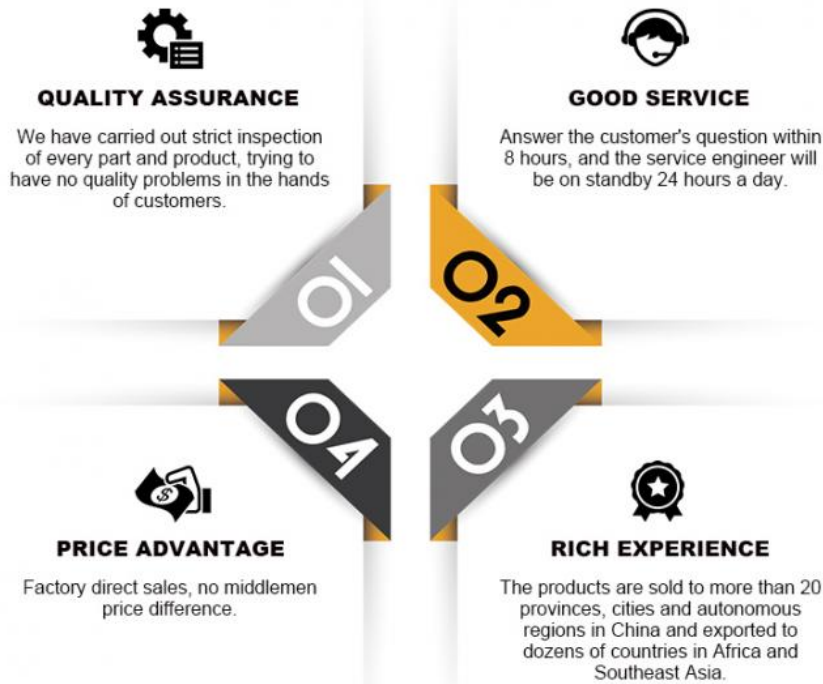 QUALITY ASSURANCE
We have carried out strict inspection
of every part and product, trying to
have no quality problems in the hands
of customers.
01
GOOD SERVICE
Answer the customer's question within
8 hours, and the service engineer will
be on standby 24 hours a day.
02
04
PRICE ADVANTAGE
Factory direct sales, no middlemen
price difference.
03
RICH EXPERIENCE
The products are sold to more than 20
provinces, cities and autonomous
regions in China and exported to
dozens of countries in Africa and
Southeast Asia.
$